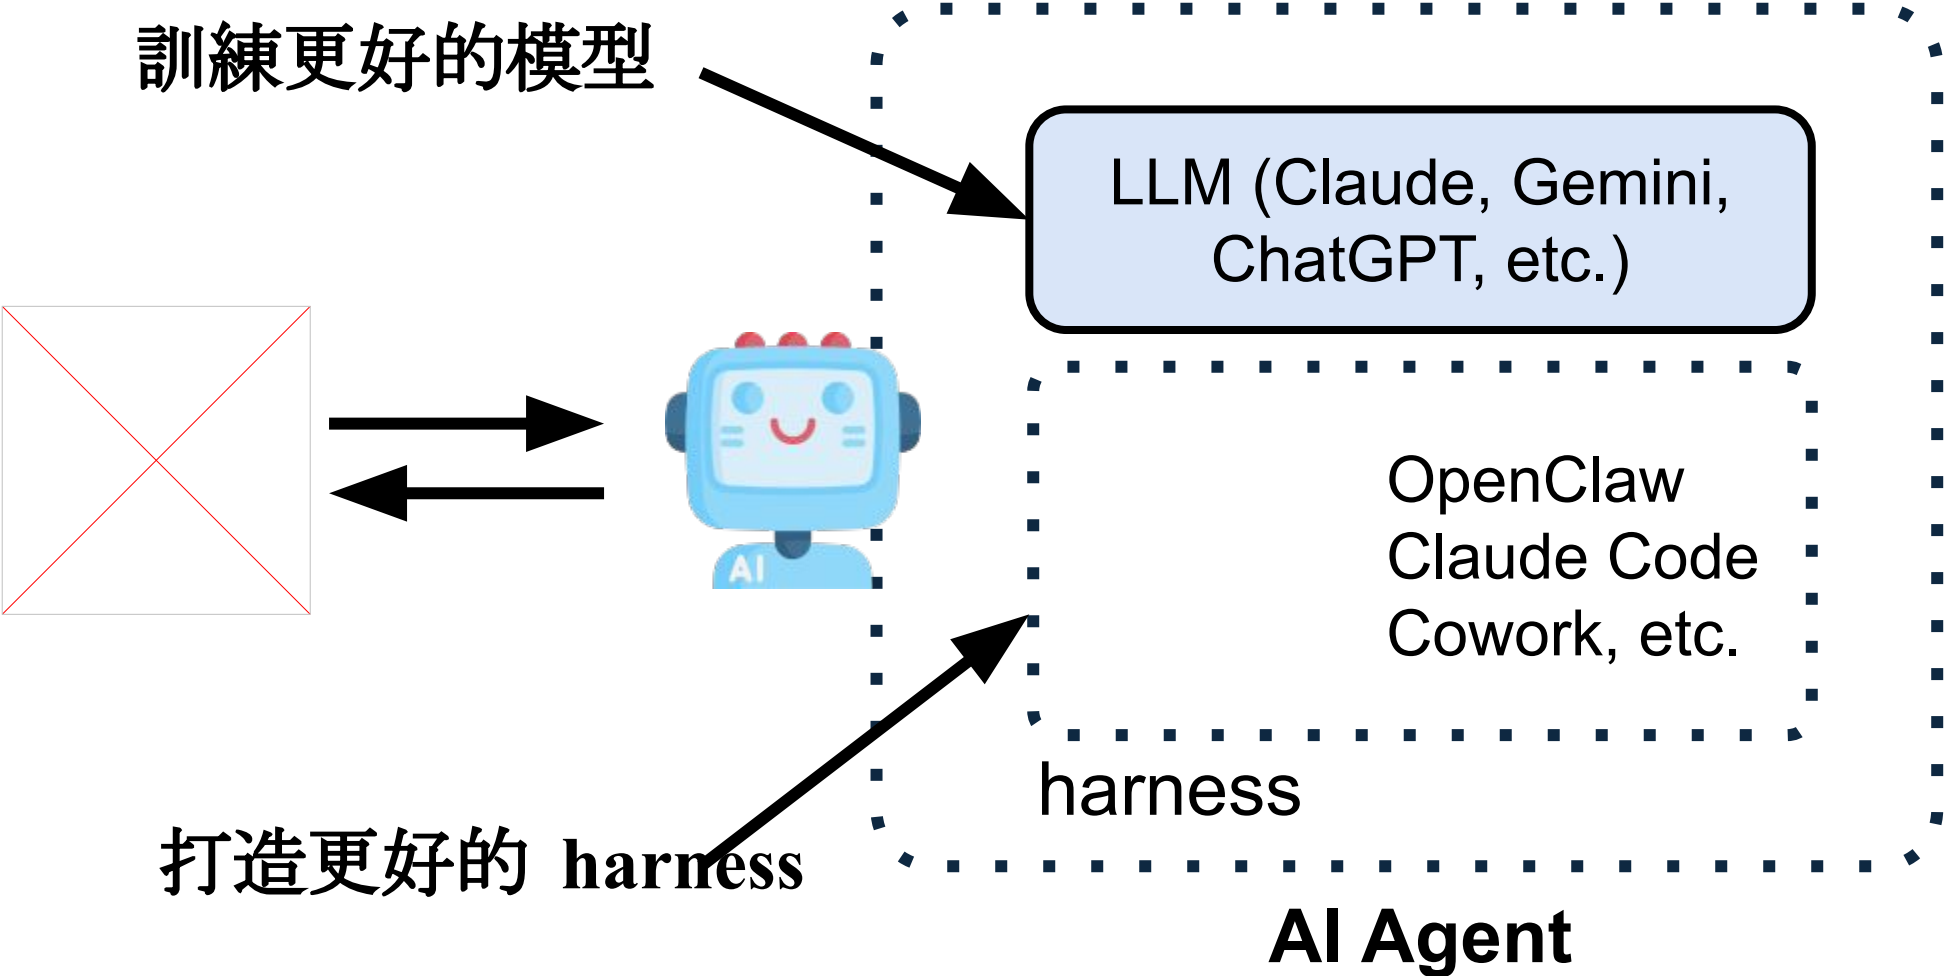 訓練更好的模型
LLM (Claude, Gemini,
ChatGPT, etc.)
AI
OpenClaw
Claude Code
Cowork, etc.
harness
打造更好的 harness
AI Agent